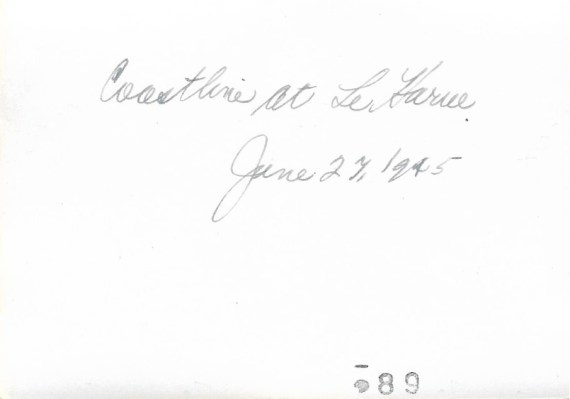 Coastline at Le Harve
June 27, 1945
89